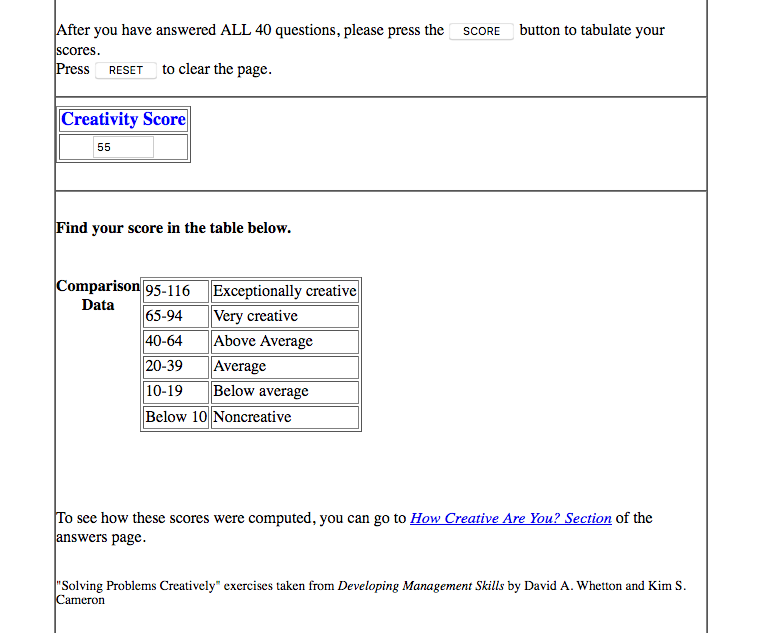 After you have answered ALL 40 questions, please press the SCORE button to tabulate your
scores.
Press RESET to clear the page.
Creativity Score
55
Find your score in the table below.
Comparison
Data
95-116 Exceptionally creative
65-94 Very creative
40-64 Above Average
20-39 Average
10-19 Below average
Below 10 Noncreative
To see how these scores were computed, you can go to How Creative Are You? Section of the
answers page.
"Solving Problems Creatively" exercises taken from Developing Management Skills by David A. Whetton and Kim S.
Cameron